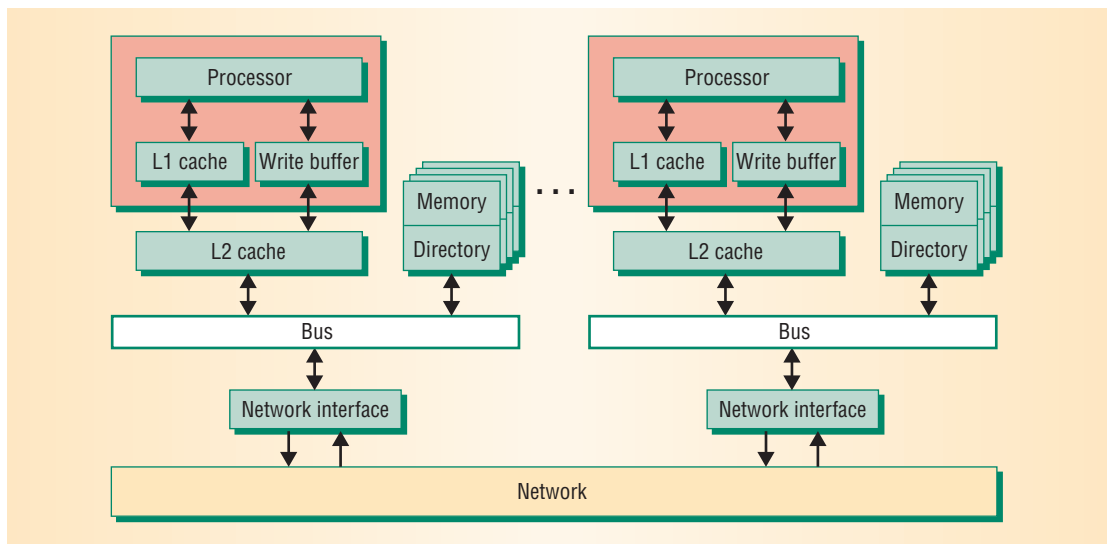 Processor
L1 cache
Write buffer
Memory
Directory
L2 cache
Bus
Network interface
. . .
Processor
L1 cache
Write buffer
Memory
Directory
L2 cache
Bus
Network interface
Network